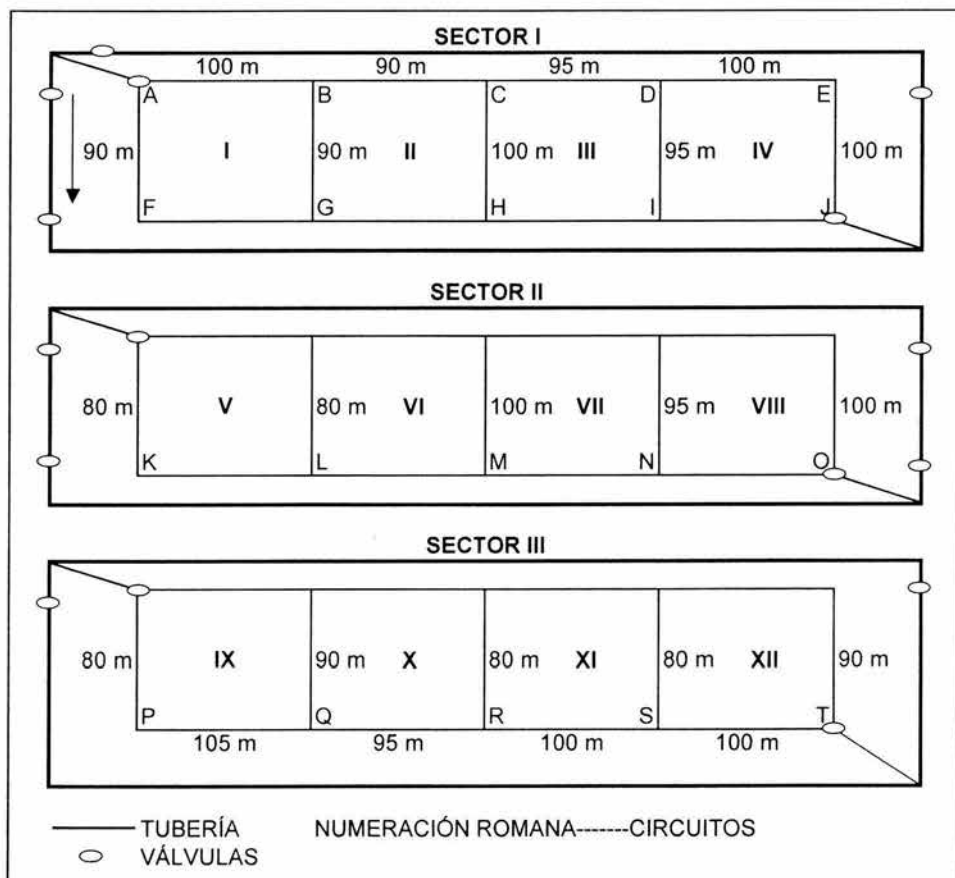 SECTOR I
100 m 90 m 95 m 100 m
A B C D E
90 m I 90 m II 100 m III 95 m IV 100 m
F G H I J
SECTOR II
80 m V 80 m VI 100 m VII 95 m VIII 100 m
K L M N O
SECTOR III
80 m IX 90 m X 80 m XI 80 m XII 90 m
P Q R S T
105 m 95 m 100 m 100 m
TUBERÍA NUMERACIÓN ROMANA-------CIRCUITOS
VÁLVULAS